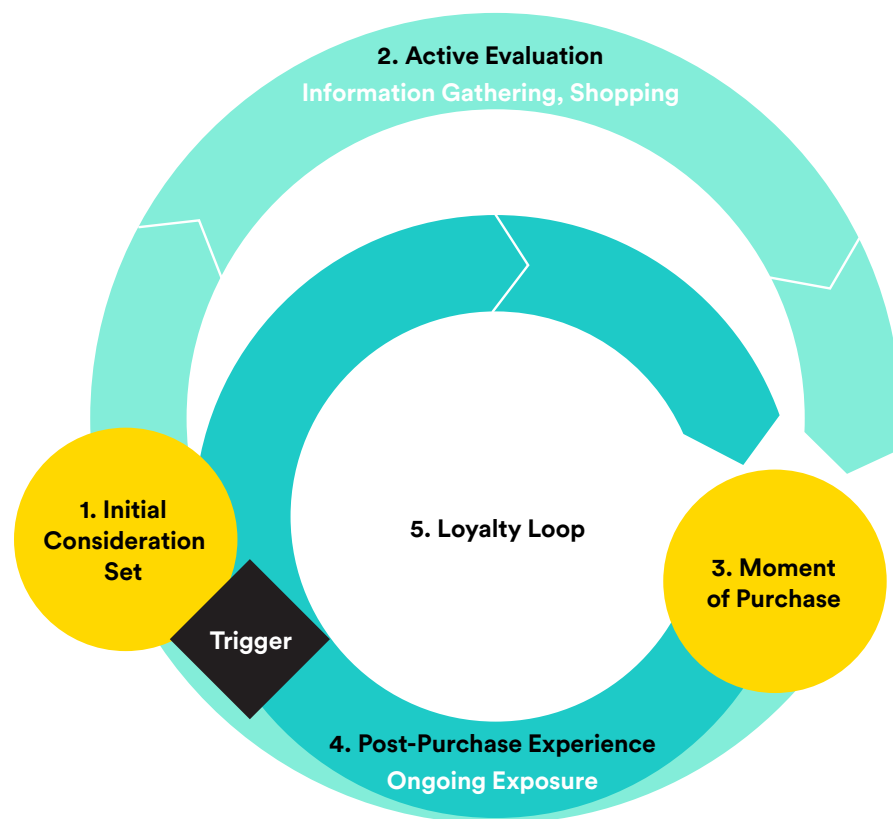 2. Active Evaluation
Information Gathering, Shopping
1. Initial
Consideration
Set
5. Loyalty Loop
3. Moment
of Purchase
Trigger
4. Post-Purchase Experience
Ongoing Exposure